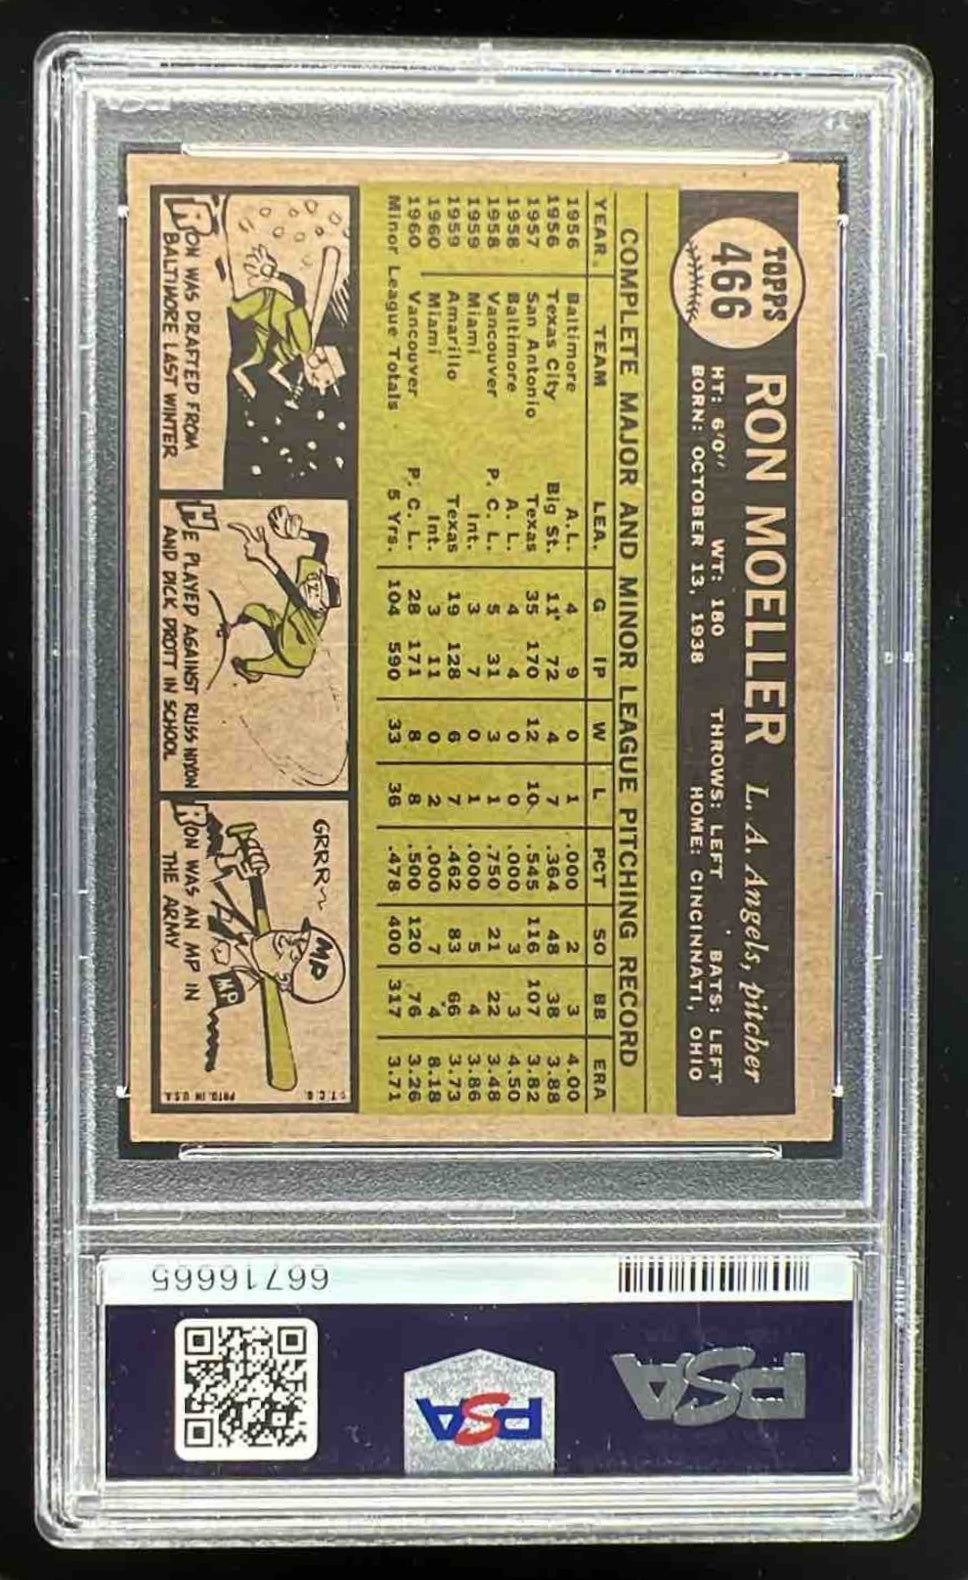 TOPPS
466
RON MOELLER L. A. Angels, pitcher
HT: 6'0" WT: 180 THROWS: LEFT BATS: LEFT
BORN: OCTOBER 13, 1938 HOME: CINCINNATI, OHIO
COMPLETE MAJOR AND MINOR LEAGUE PITCHING RECORD
YEAR TEAM LEA. G IP W L PCT SO BB ERA
1956 Baltimore A. L. 4 9 0 1 .000 2 3 4.00
1956 Texas City Big St. 11 72 4 7 .364 48 38 3.88
1957 San Antonio Texas 35 170 12 10 .545 116 107 3.82
1958 Baltimore A. L. 4 4 0 0 .000 3 3 4.50
1958 Vancouver P. C. L. 5 31 3 1 .750 21 22 3.48
1959 Miami Int. 3 7 0 1 .000 5 4 3.86
1959 Amarillo Texas 19 128 6 7 .462 83 66 3.73
1960 Miami Int. 3 11 0 2 .000 7 4 8.18
1960 Vancouver P. C. L. 28 171 8 8 .500 120 76 3.26
Minor League Totals 5 Yrs. 104 590 33 36 .478 400 317 3.71
RON WAS DRAFTED FROM
BALTIMORE LAST WINTER
HE PLAYED AGAINST RUSS NIXON
AND DICK DROTT IN SCHOOL
GRRR~
MP
MP
RON WAS AN MP IN
THE ARMY
© T. C. G.
PRTD. IN U.S.A.
66716665
PSA
PSA
PSA